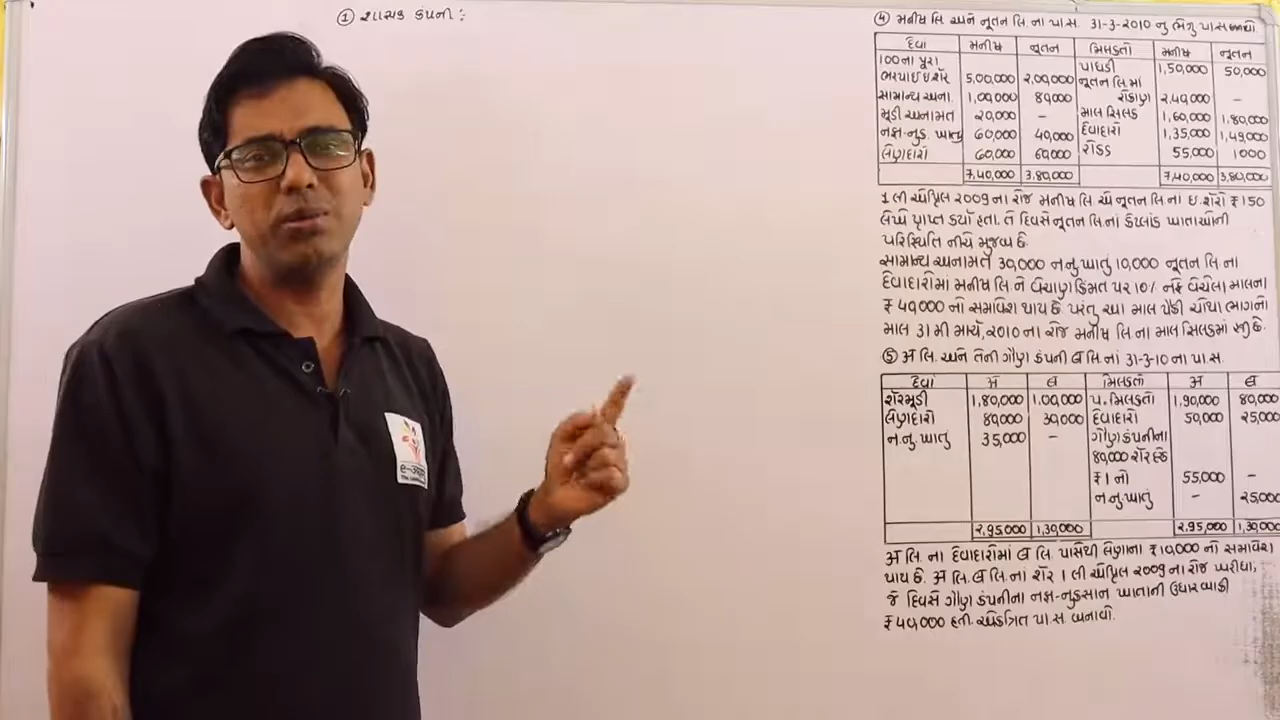 ① શાસક કંપની :
④ મનીષ લિ. અને નૂતન લિ. ના પા.સ. 31-3-2010 નુ મિશ્ર પા.સ બનાવો.
દેવાં મનીષ નૂતન મિલકતો મનીષ નૂતન
100ના પૂરા પાઘડી 1,50,000 50,000
ભરપાઇ ઇ.શેર 5,00,000 2,00,000 નૂતન લિ.માં
સામાન્ય અના. 1,00,000 80,000 રોકાણ 2,40,000 –
મૂડી અનામત 20,000 – માલ સિલક 1,60,000 1,80,000
નફા-નુક. ખાતુ 60,000 40,000 દેવાદારો 1,35,000 1,49,000
લેણદારો 60,000 60,000 રોકડ 55,000 1000
7,40,000 3,80,000 7,40,000 3,80,000
1 લી એપ્રિલ 2009 ના રોજ મનીષ લિ. એ નૂતન લિ. ના ઇ. શેરો ₹ 150
લેખે પ્રાપ્ત કર્યા હતા. તે દિવસે નૂતન લિ.નાં કેટલાંક ખાતાઓની
પરિસ્થિતિ નીચે મુજબ છે.
સામાન્ય અનામત 30,000 ન.નુ.ખાતું 10,000 નૂતન લિ. ના
દેવાદારોમાં મનીષ લિ ને વેચાણ કિંમત પર 10% નફે વેચેલા માલના
₹ 40,000 નો સમાવેશ થાય છે. પરંતુ આ માલ પૈકી ચોથા ભાગનો
માલ 31 મી માર્ચ, 2010 ના રોજ મનીષ લિ ના માલ સિલકમાં છે.
⑤ અ લિ. અને તેની ગૌણ કંપની બ લિ. નાં 31-3-10 ના પા.સ.
દેવાં અ બ મિલકતો અ બ
શેરમૂડી 1,80,000 1,00,000 પ. મિલકતો 1,90,000 80,000
લેણદારો 80,000 30,000 દેવાદારો 50,000 25,000
ન.નુ. ખાતું 35,000 – ગૌણ કંપનીના
80,000 શેર દરેક
₹ 1 નો 55,000 –
ન.નુ.ખાતું – 25,000
2,95,000 1,30,000 2,95,000 1,30,000
અ લિ. ના દેવાદારોમાં બ લિ. પાસેથી લેણાના ₹ 10,000 નો સમાવેશ
થાય છે. અ લિ. બ લિ. નાં શેર 1 લી એપ્રિલ 2009 ના રોજ ખરીદ્યા,
જે દિવસે ગૌણ કંપનીના નફા-નુકસાન ખાતાની ઉધાર બાકી
₹ 40,000 હતી. એકત્રિત પા.સ. બનાવો.